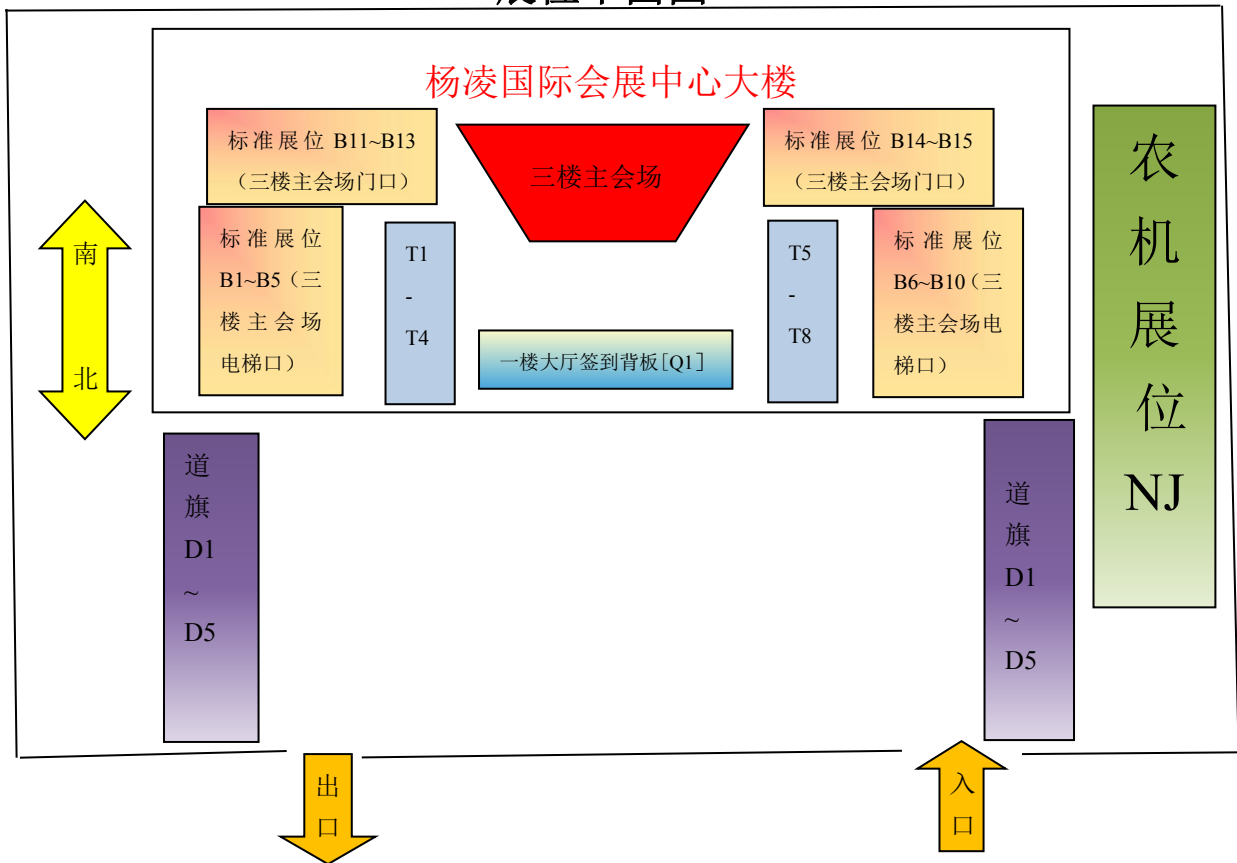 杨凌国际会展中心大楼
标准展位 B11~B13
（三楼主会场门口）
三楼主会场
标准展位 B14~B15
（三楼主会场门口）
标准展位
B1~B5（三
楼主会场
电梯口）
T1
-
T4
一楼大厅签到背板[Q1]
T5
-
T8
标准展位
B6~B10（三
楼主会场电
梯口）
南
北
农
机
展
位
NJ
道
旗
D1
~
D5
道
旗
D1
~
D5
出
口
入
口